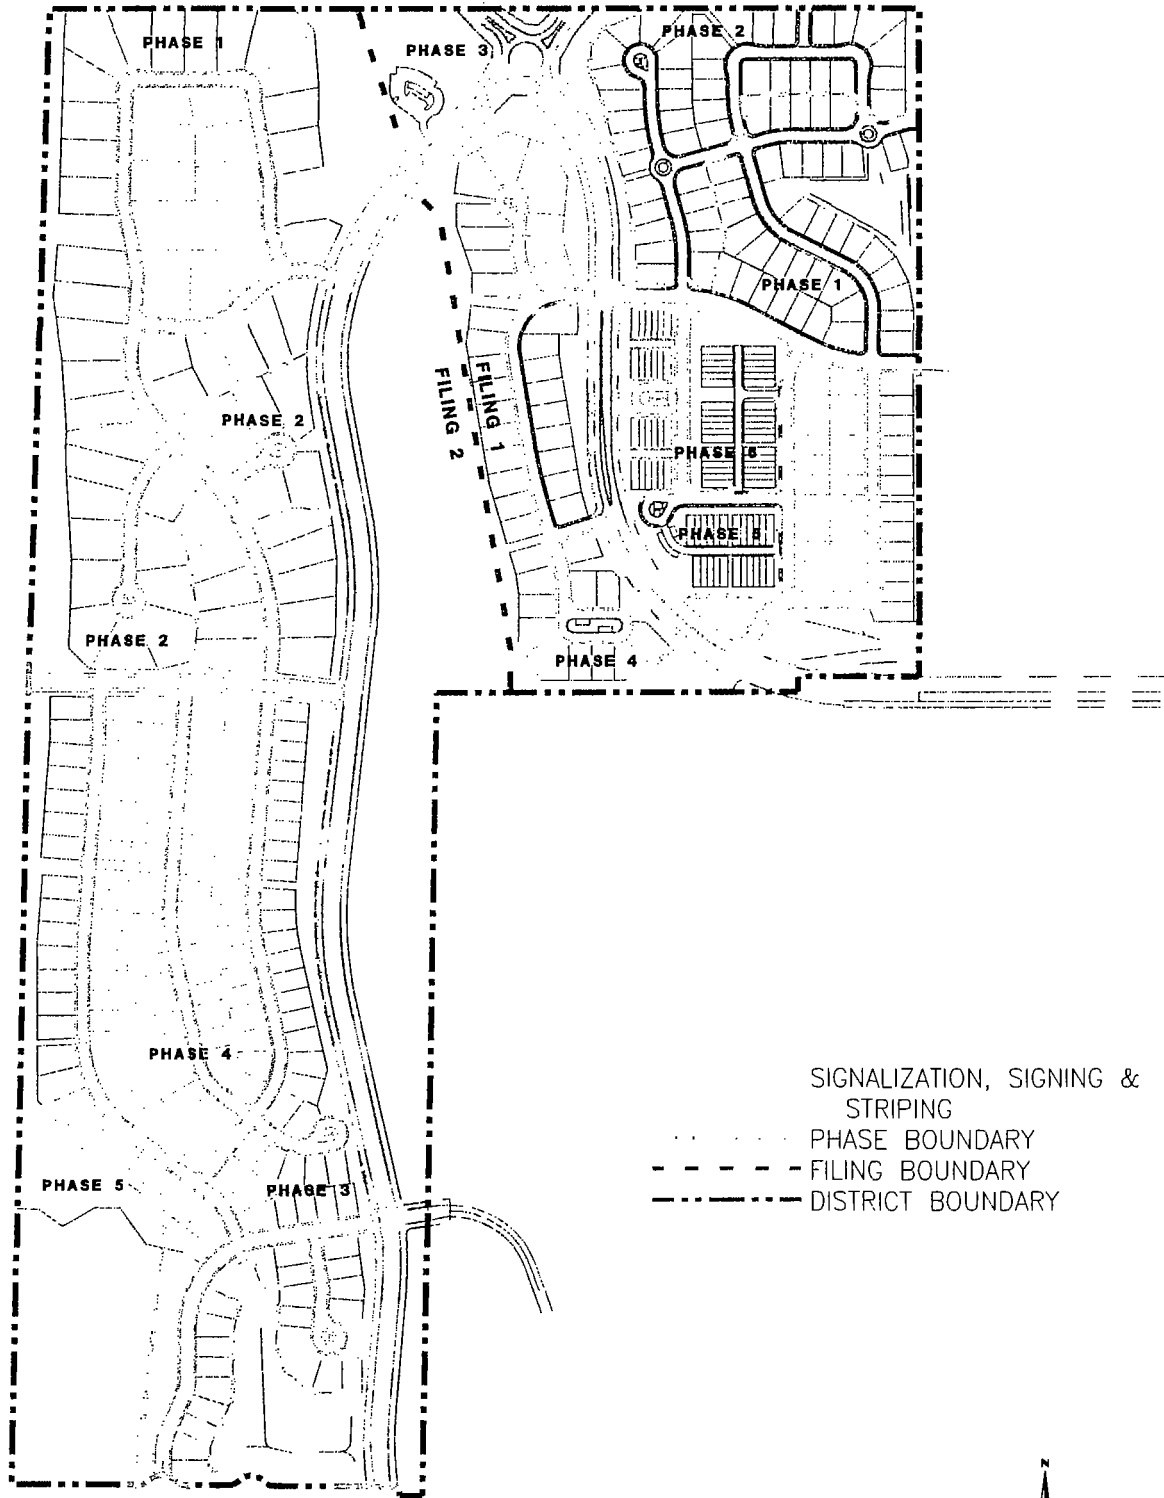 PHASE 1
PHASE 3
PHASE 2
PHASE 1
PHASE 2
FILING 1
FILING 2
PHASE 6
PHASE 5
PHASE 2
PHASE 4
PHASE 4
PHASE 5
PHASE 3
SIGNALIZATION, SIGNING &
STRIPING
PHASE BOUNDARY
FILING BOUNDARY
DISTRICT BOUNDARY
N